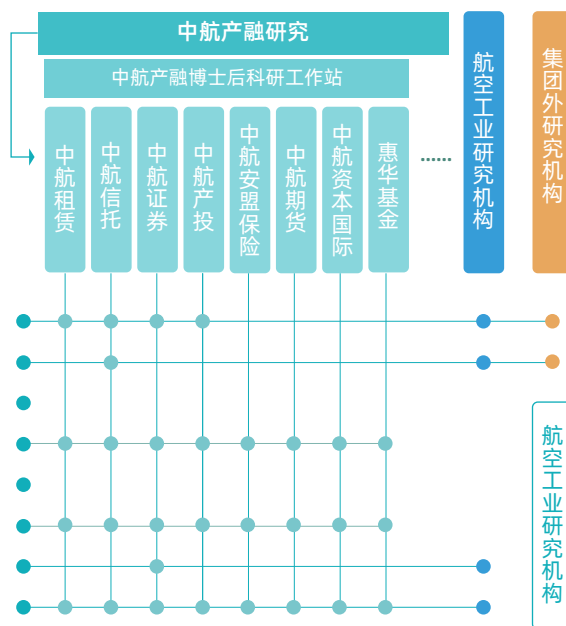 中航产融研究
中航产融博士后科研工作站
中航租赁
中航信托
中航证券
中航产投
中航安盟保险
中航期货
中航资本国际
惠华基金
……
航空工业研究机构
集团外研究机构
航空工业研究机构